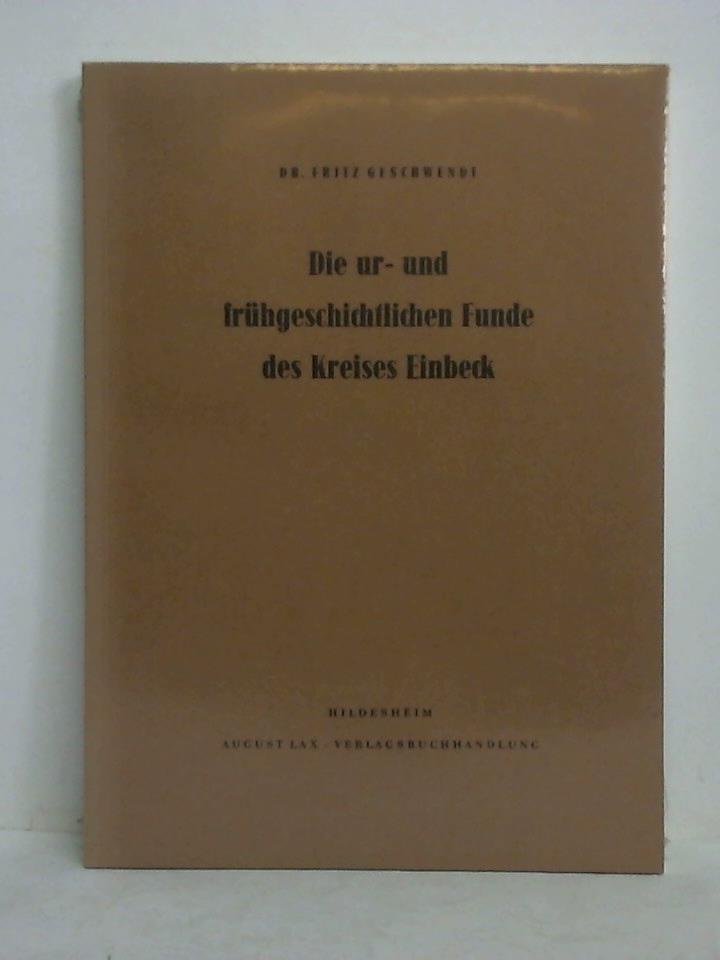 DR. FRITZ GESCHWENDT
Die ur- und
frühgeschichtlichen Funde
des Kreises Einbeck
HILDESHEIM
AUGUST LAX · VERLAGSBUCHHANDLUNG